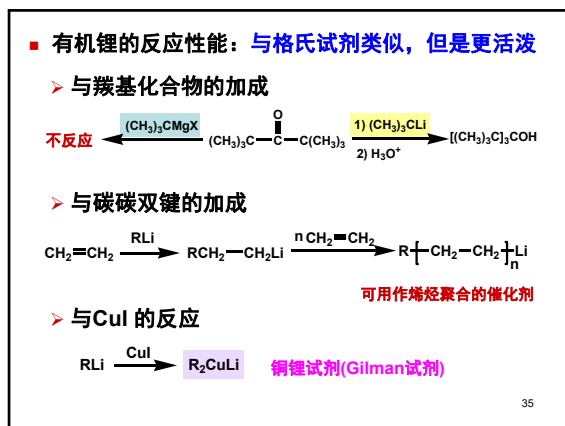 有机锂的反应性能：与格氏试剂类似，但是更活泼
与羰基化合物的加成
不反应 (CH₃)₃CMgX (CH₃)₃C—C(=O)—C(CH₃)₃ 1) (CH₃)₃CLi 2) H₃O⁺ [(CH₃)₃C]₃COH
与碳碳双键的加成
CH₂=CH₂ RLi RCH₂—CH₂Li nCH₂=CH₂ R—[CH₂—CH₂]ₙ—Li
可用作烯烃聚合的催化剂
与CuI 的反应
RLi CuI R₂CuLi 铜锂试剂(Gilman试剂)
35